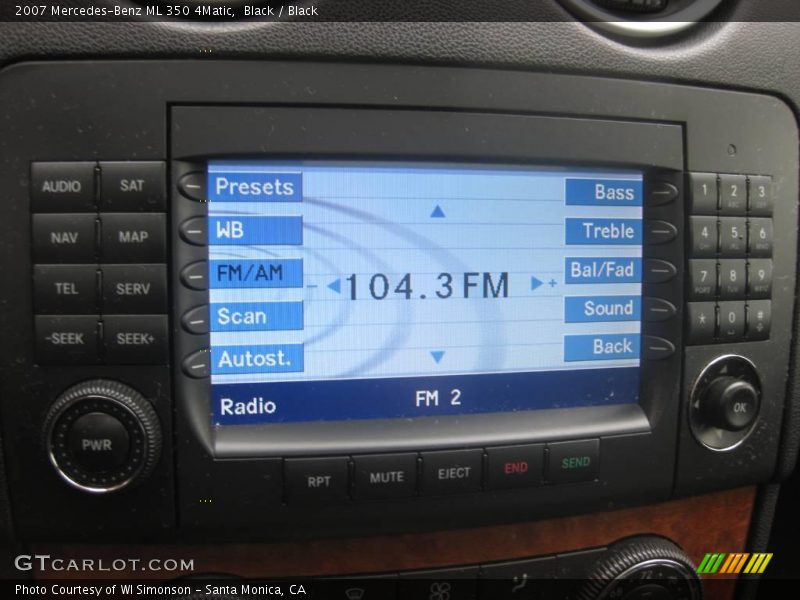 2007 Mercedes-Benz ML 350 4Matic, Black / Black
AUDIO SAT
NAV MAP
TEL SERV
-SEEK SEEK+
PWR
Presets
WB
FM/AM
Scan
Autost.
- 104.3 FM +
Bass
Treble
Bal/Fad
Sound
Back
Radio FM 2
1 2 3
4 5 6
7 8 9
* 0 #
OK
RPT MUTE EJECT END SEND
72
GTCARLOT.COM
Photo Courtesy of WI Simonson - Santa Monica, CA